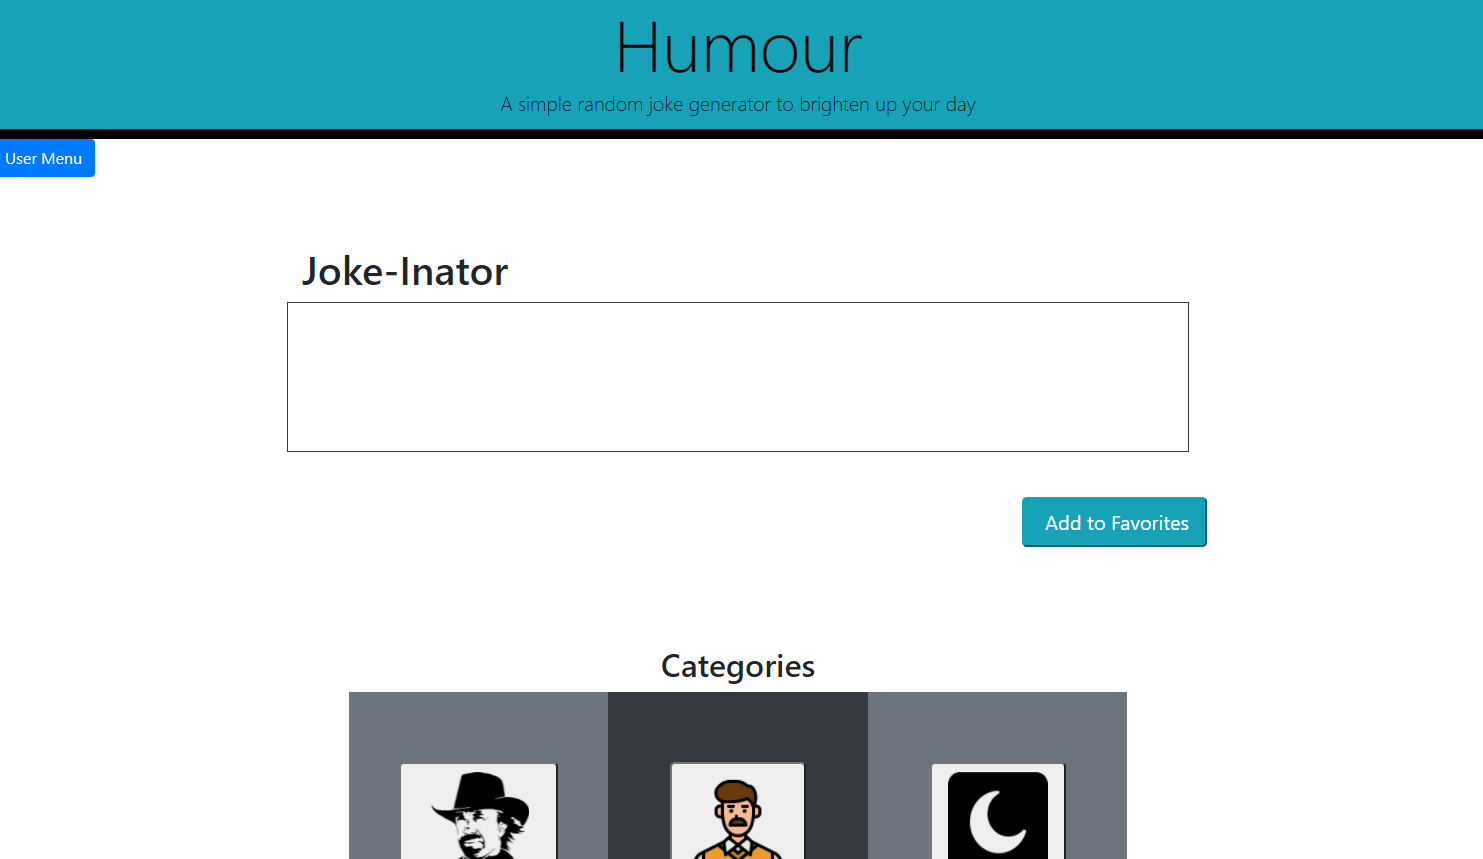 Humour
A simple random joke generator to brighten up your day
User Menu
Joke-Inator
Add to Favorites
Categories